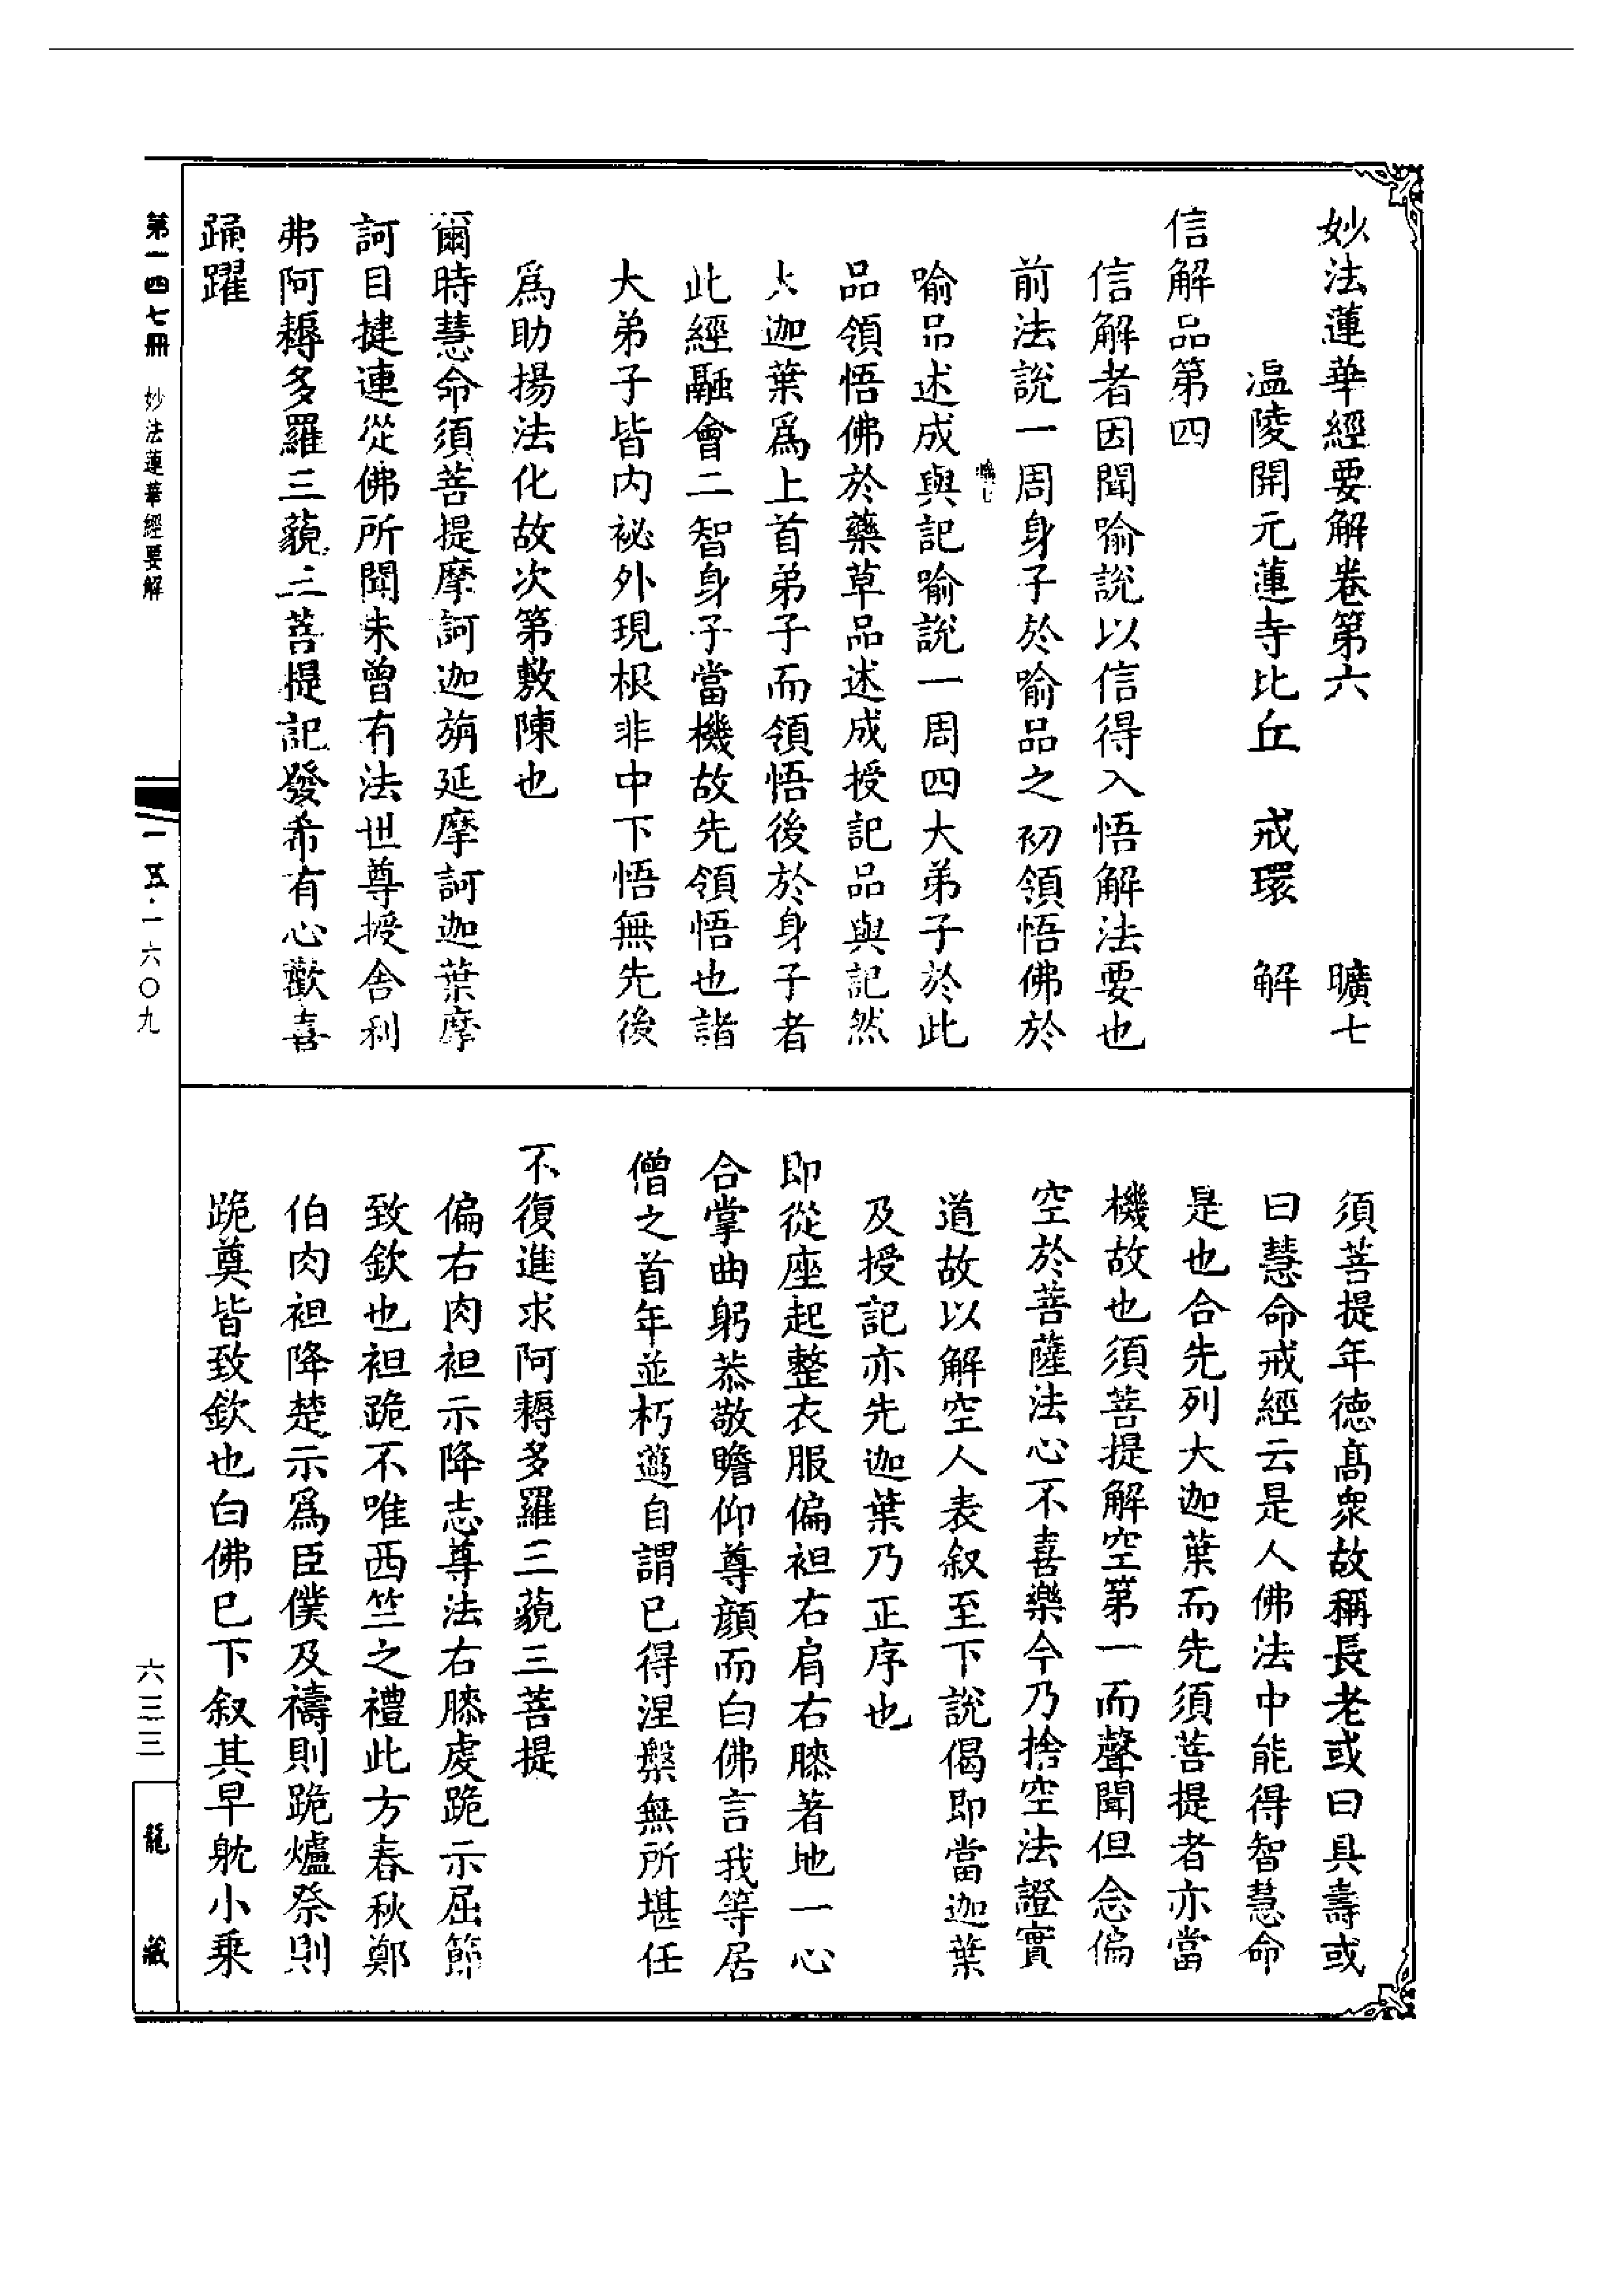 妙法蓮華經要解卷第六　曠七
温陵開元蓮寺比丘　戒環　解
信解品第四
信解者因聞喻說以信得入悟解法要也
前法說一周身子於喻品之初領悟佛於
喻品述成與記喻說一周四大弟子於此
品領悟佛於藥草品述成授記品與記然
大迦葉爲上首弟子而領悟後於身子者
此經融會二智身子當機故先領悟也諸
大弟子皆内祕外現根非中下悟無先後
爲助揚法化故次第敷陳也
爾時慧命須菩提摩訶迦旃延摩訶迦葉摩
訶目揵連從佛所聞未曾有法世尊授舍利
弗阿耨多羅三藐三菩提記發希有心歡喜
踊躍
須菩提年德髙衆故稱長老或曰具壽或
曰慧命戒經云是人佛法中能得智慧命
是也合先列大迦葉而先須菩提者亦當
機故也須菩提解空第一而聲聞但念偏
空於菩薩法心不喜樂今乃捨空法證實
道故以解空人表叙至下說偈即當迦葉
及授記亦先迦葉乃正序也
即從座起整衣服偏袒右肩右膝著地一心
合掌曲躬恭敬瞻仰尊顔而白佛言我等居
僧之首年並朽邁自謂已得涅槃無所堪任
不復進求阿耨多羅三藐三菩提
偏右肉袒示降志尊法右膝處跪示屈節
致欽也袒跪不唯西竺之禮此方春秋鄭
伯肉袒降楚示爲臣僕及禱則跪爐祭則
跪奠皆致欽也白佛已下叙其早躭小乘
第一四七冊　妙法蓮華經要解
一五·一六〇九
六三三
龍藏